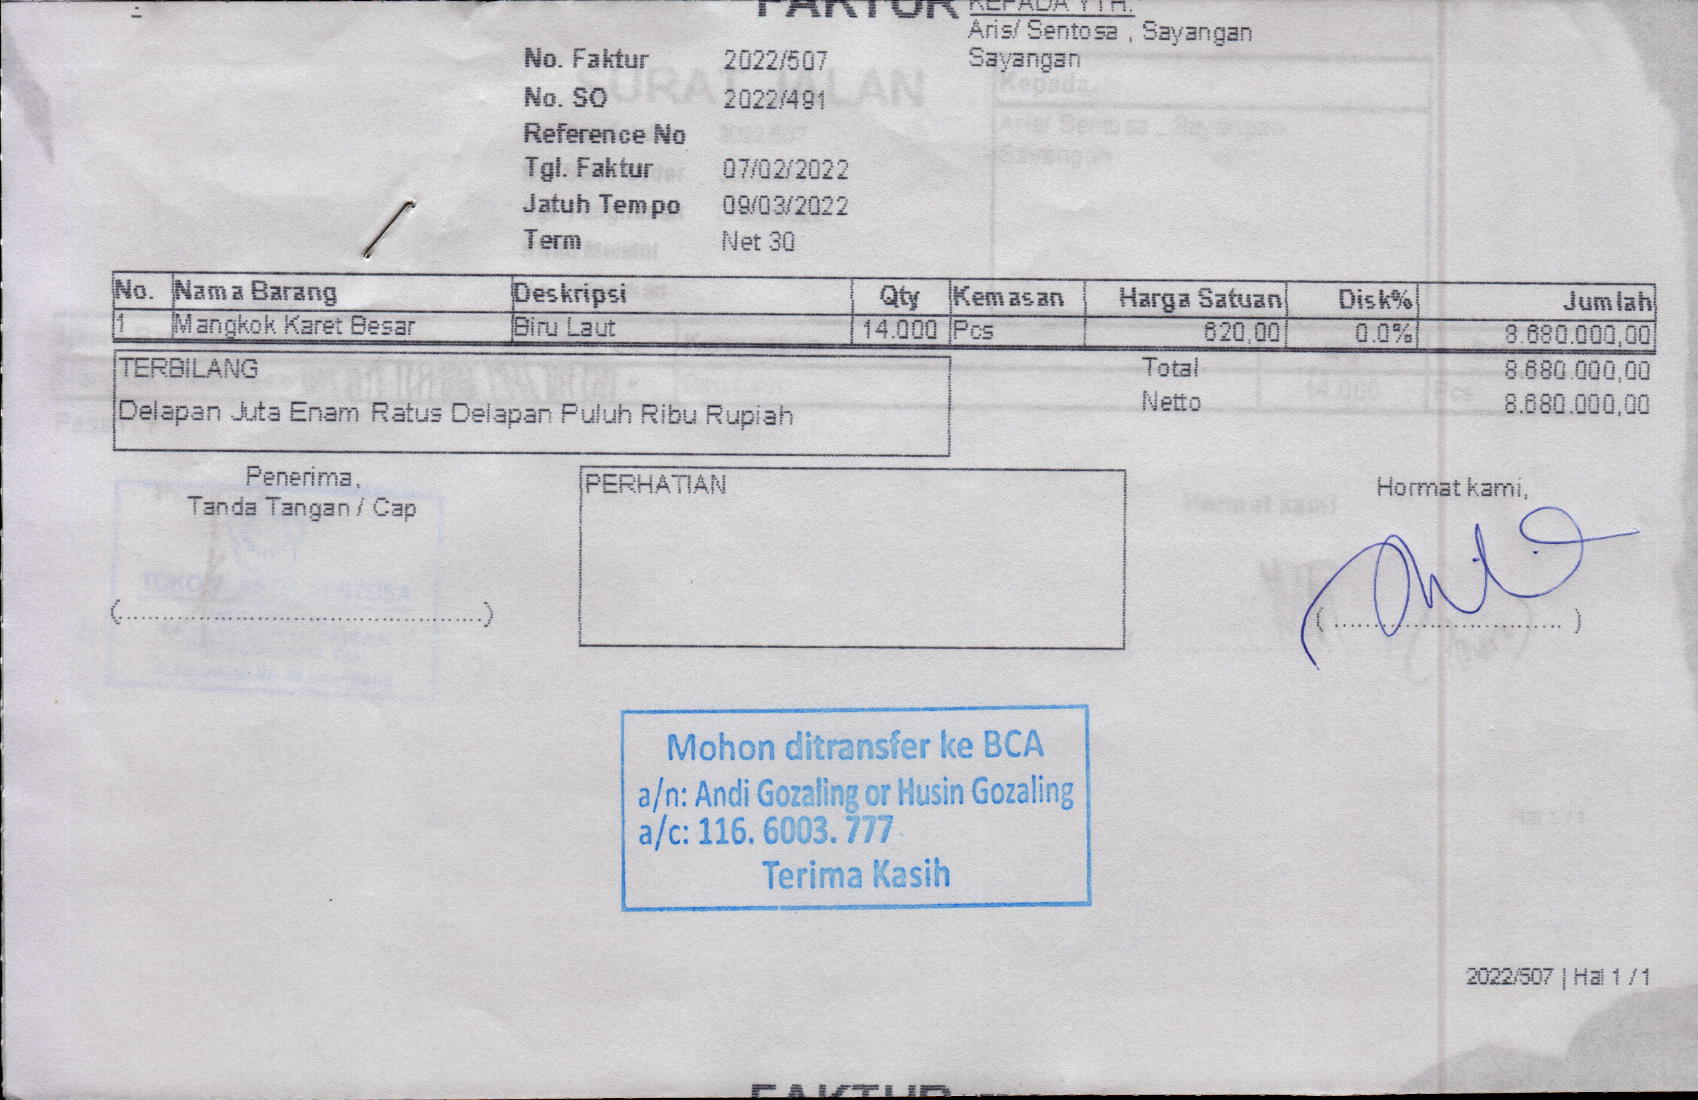 FAKTUR
KEPADA YTH.
Aris/ Sentosa , Sayangan
Sayangan
No. Faktur 2022/507
No. SO 2022/491
Reference No
Tgl. Faktur 07/02/2022
Jatuh Tempo 09/03/2022
Term Net 30
No. Nama Barang Deskripsi Qty Kemasan Harga Satuan Disk% Jumlah
1 Mangkok Karet Besar Biru Laut 14.000 Pcs 620,00 0.0% 8.680.000,00
TERBILANG
Delapan Juta Enam Ratus Delapan Puluh Ribu Rupiah
Total 8.680.000,00
Netto 8.680.000,00
Penerima,
Tanda Tangan / Cap
(..................................................)
PERHATIAN
Hormat kami,
( ............................... )
Mohon ditransfer ke BCA
a/n: Andi Gozaling or Husin Gozaling
a/c: 116. 6003. 777
Terima Kasih
2022/507 | Hal 1 / 1
FAKTUR